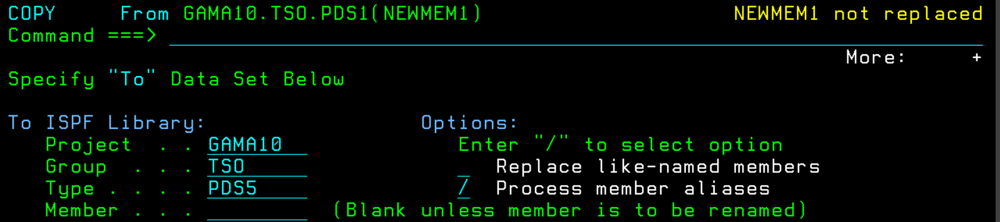 COPY     From GAMA10.TSO.PDS1(NEWMEM1)                    NEWMEM1 not replaced
Command ===>
More:     +
Specify "To" Data Set Below
To ISPF Library:                 Options:
Project  . . GAMA10              Enter "/" to select option
Group  . . . TSO                 _  Replace like-named members
Type . . . . PDS5                /  Process member aliases
Member . . .           (Blank unless member is to be renamed)